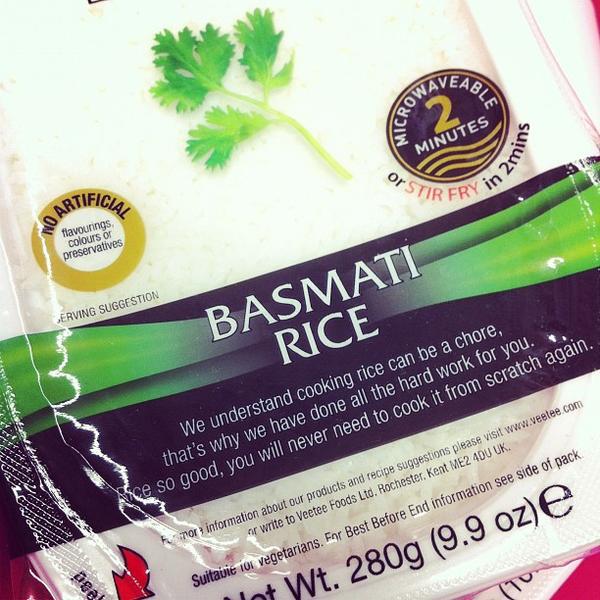 MICROWAVEABLE
2
MINUTES
or STIR FRY in 2mins
NO ARTIFICIAL
flavourings,
colours or
preservatives
SERVING SUGGESTION
BASMATI
RICE
We understand cooking rice can be a chore,
that's why we have done all the hard work for you.
Rice so good, you will never need to cook it from scratch again.
For more information about our products and recipe suggestions please visit www.veetee.com
or write to Veetee Foods Ltd. Rochester. Kent ME2 4DU UK.
Suitable for vegetarians. For Best Before End information see side of pack.
Net Wt. 280g (9.9 oz) e
peel